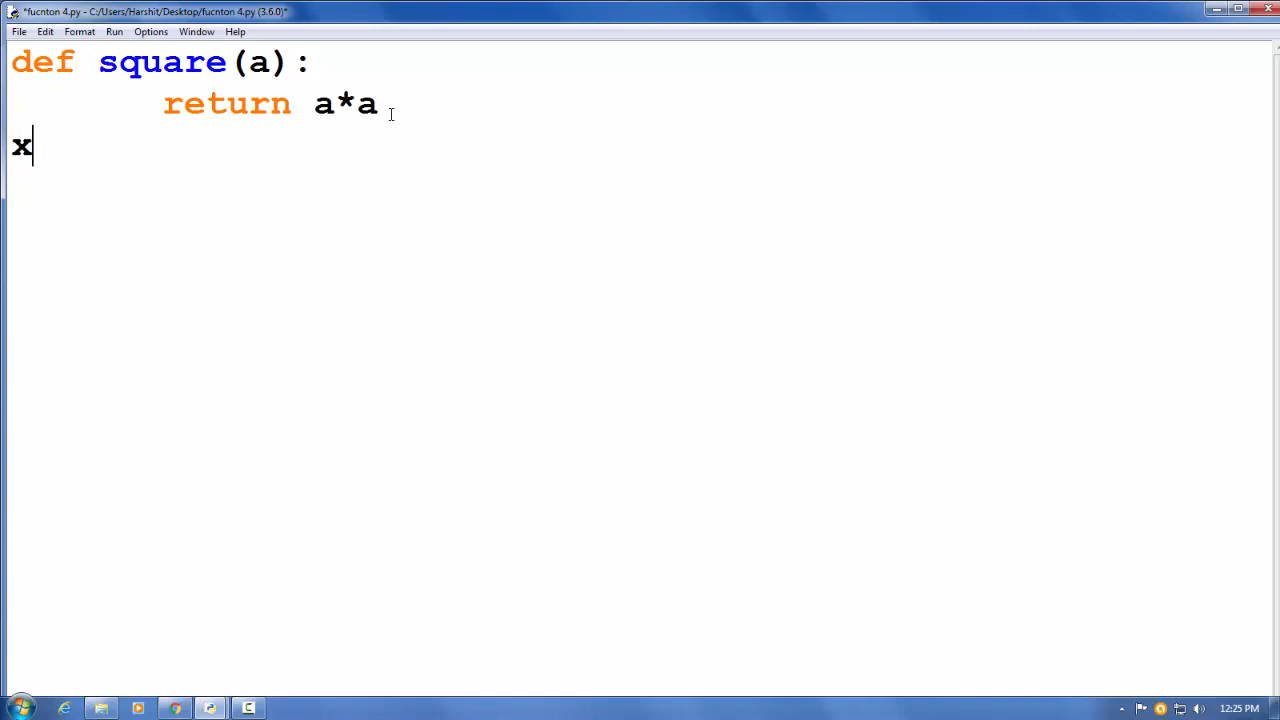 *fucnton 4.py - C:/Users/Harshit/Desktop/fucnton 4.py (3.6.0)*
File Edit Format Run Options Window Help
def square(a):
return a*a
x
12:25 PM